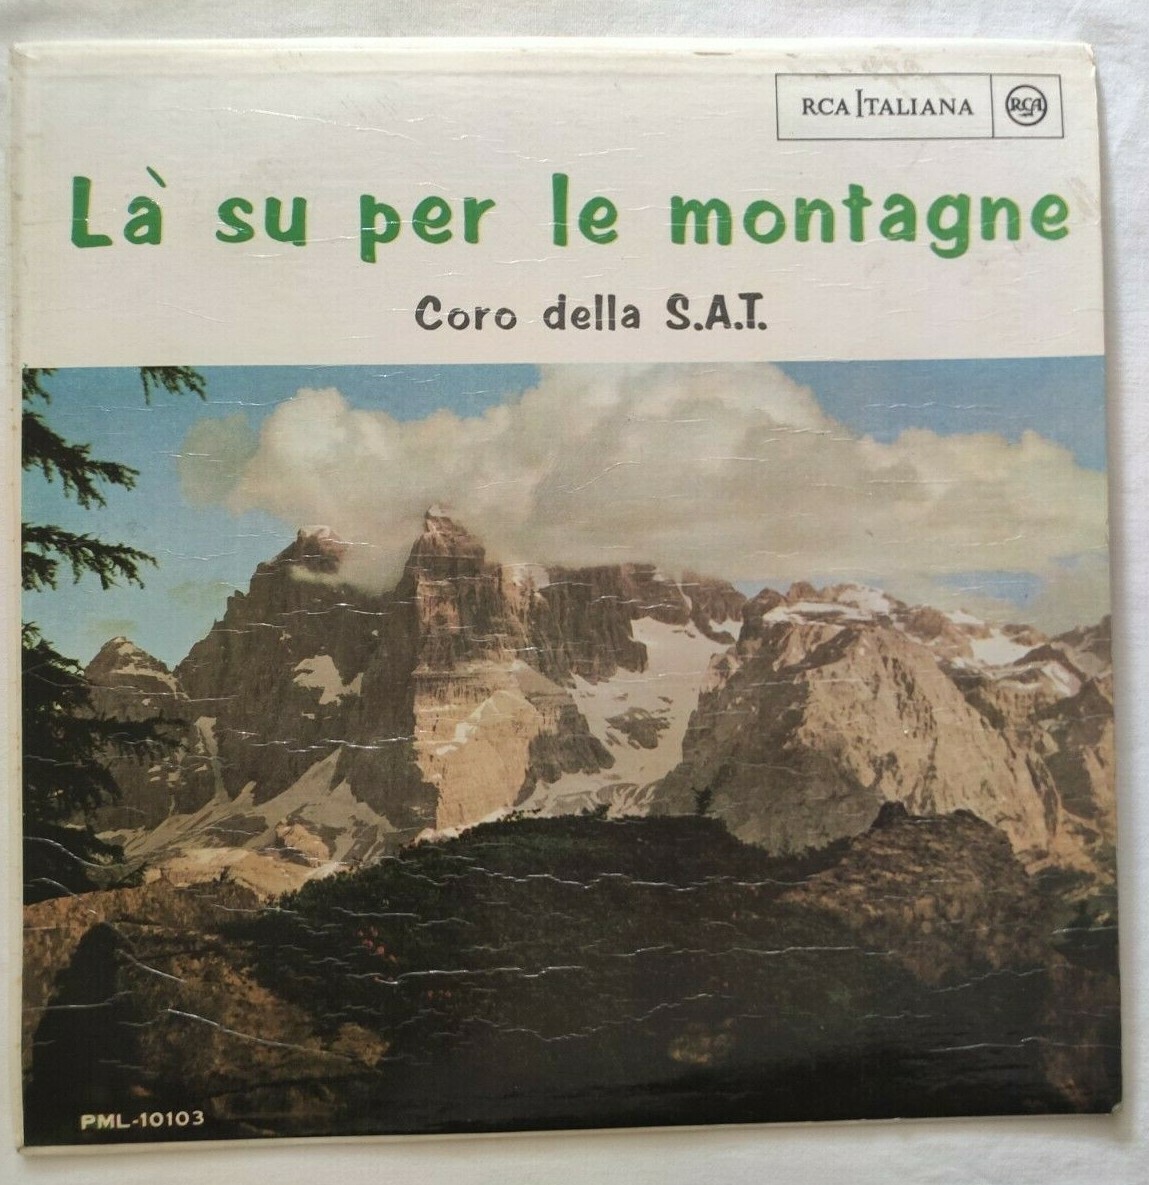 RCA ITALIANA RCA
Là su per le montagne
Coro della S.A.T.
PML-10103